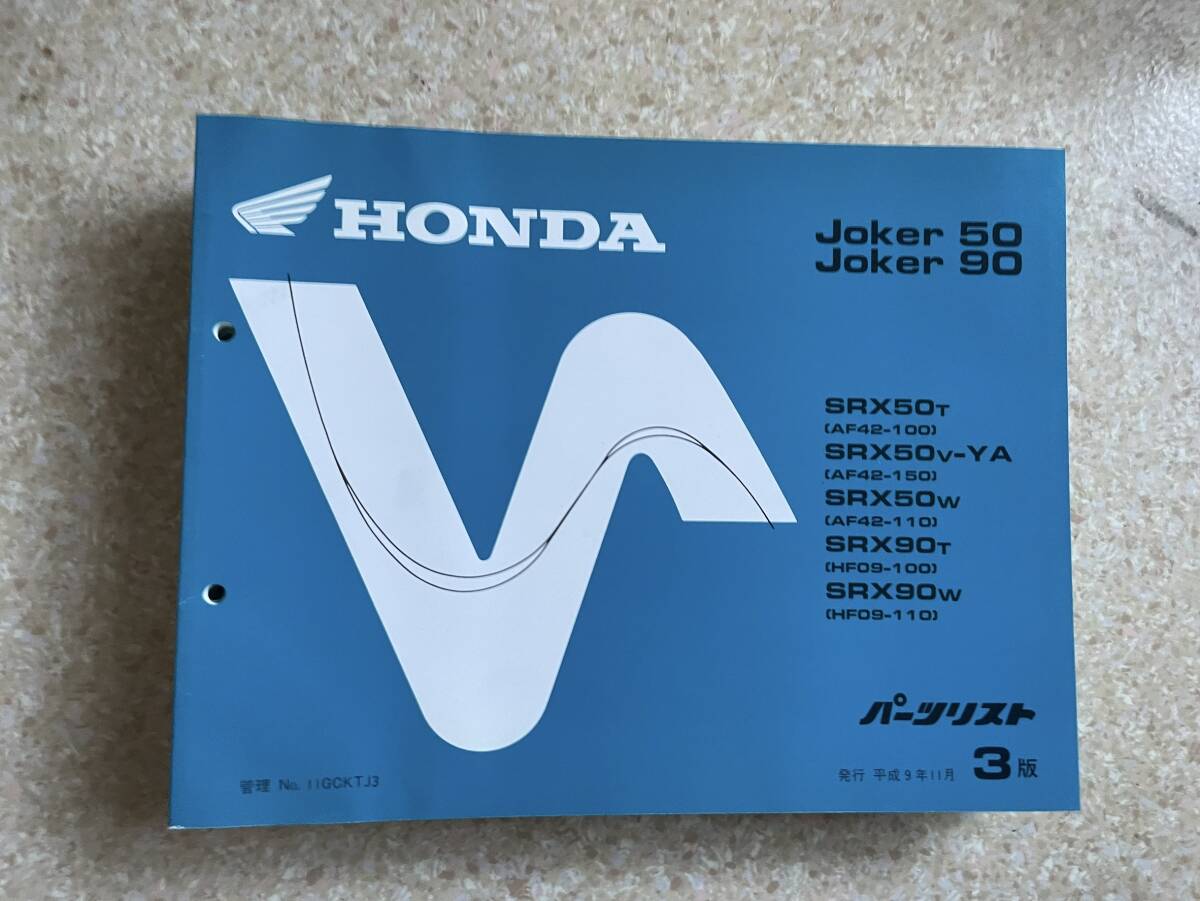 HONDA
Joker 50
Joker 90
SRX50T
(AF42-100)
SRX50V-YA
(AF42-150)
SRX50W
(AF42-110)
SRX90T
(HF09-100)
SRX90W
(HF09-110)
パーツリスト
管理 No. 11GCKTJ3
発行 平成9年11月 3版